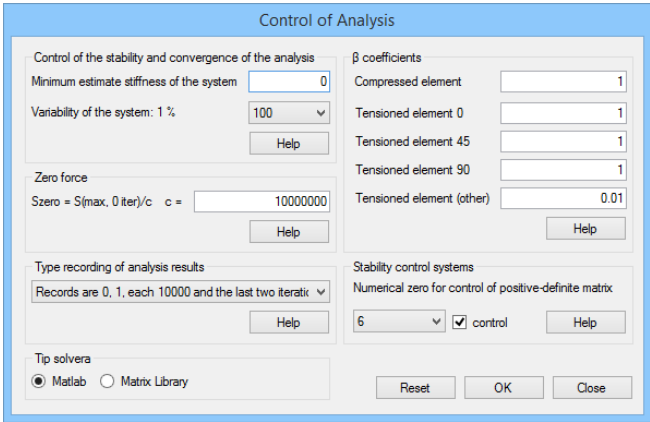 Control of Analysis
Control of the stability and convergence of the analysis
Minimum estimate stiffness of the system 0
Variability of the system: 1 % 100
Help
Zero force
Szero = S(max, 0 iter)/c c = 10000000
Help
Type recording of analysis results
Records are 0, 1, each 10000 and the last two iteratic
Help
Tip solvera
Matlab Matrix Library
β coefficients
Compressed element 1
Tensioned element 0 1
Tensioned element 45 1
Tensioned element 90 1
Tensioned element (other) 0.01
Help
Stability control systems
Numerical zero for control of positive-definite matrix
6 control Help
Reset OK Close